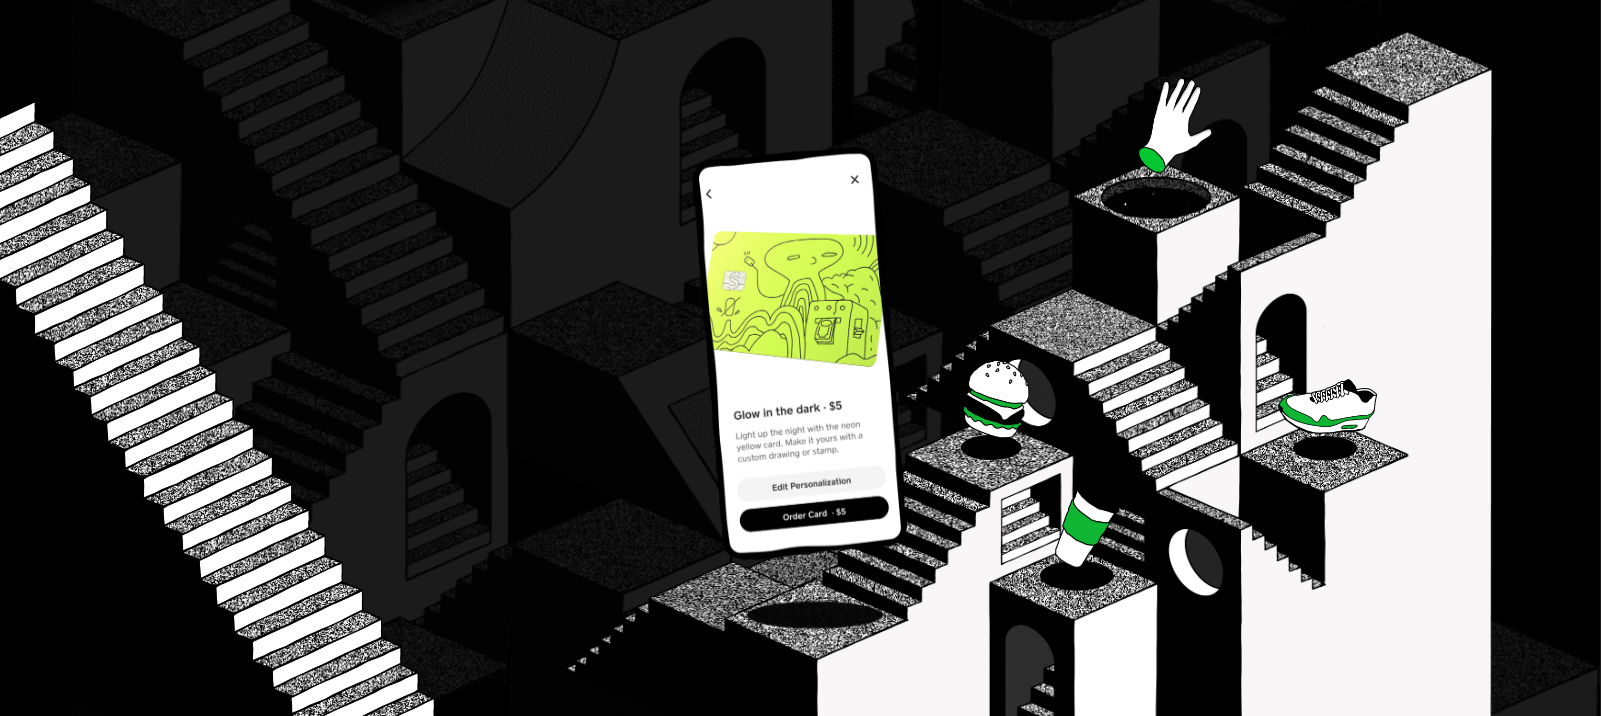 Glow in the dark · $5
Light up the night with the neon
yellow card. Make it yours with a
custom drawing or stamp.
Edit Personalization
Order Card · $5